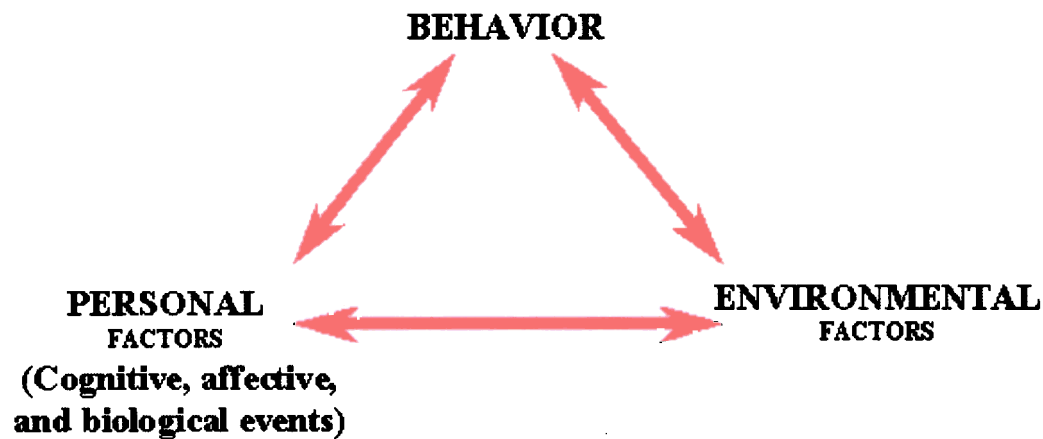 BEHAVIOR
PERSONAL
FACTORS
(Cognitive, affective,
and biological events)
ENVIRONMENTAL
FACTORS